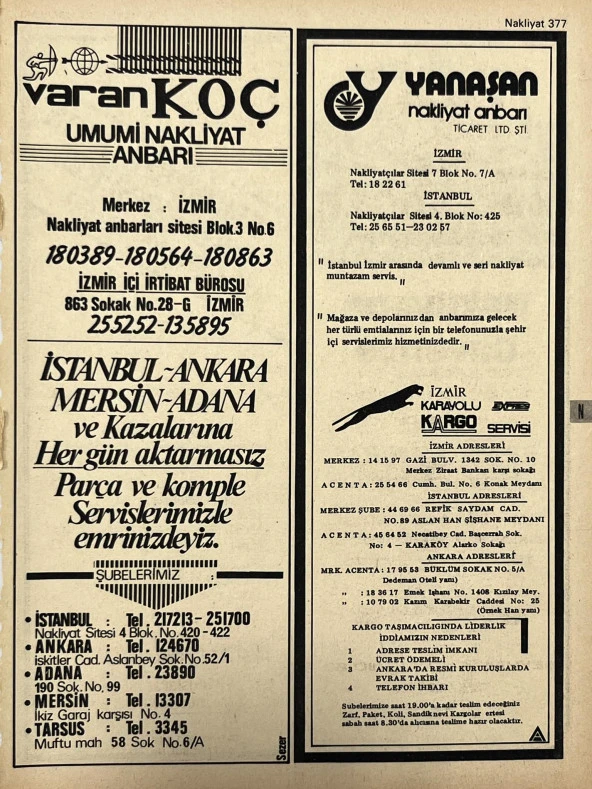 Nakliyat 377
varan KOÇ
UMUMİ NAKLİYAT
ANBARI
Merkez : İZMİR
Nakliyat anbarları sitesi Blok.3 No.6
180389-180564-180863
İZMİR İÇİ İRTİBAT BÜROSU
863 Sokak No.28-G İZMİR
255252-135895
İSTANBUL-ANKARA
MERSİN-ADANA
ve Kazalarına
Her gün aktarmasız
Parça ve komple
Servislerimizle
emrinizdeyiz.
ŞUBELERİMİZ :
• İSTANBUL : Tel. 217213-251700
Nakliyat Sitesi 4 Blok. No.420-422
• ANKARA : Tel. 124670
iskitler Cad. Aslanbey Sok. No.52/1
• ADANA : Tel. 23890
190 Sok. No. 99
• MERSİN : Tel. 13307
İkiz Garaj karşısı No. 4
• TARSUS : Tel. 3345
Muftu mah 58 Sok No.6/A
Sezer
YANAŞAN
nakliyat anbarı
TİCARET LTD ŞTİ.
İZMİR
Nakliyatçılar Sitesi 7 Blok No. 7/A
Tel: 18 22 61
İSTANBUL
Nakliyatçılar Sitesi 4. Blok No: 425
Tel: 25 65 51-23 02 57
" İstanbul İzmir arasında devamlı ve seri nakliyat
muntazam servis. "
" Mağaza ve depolarınızdan anbarımıza gelecek
her türlü emtialarınız için bir telefonunuzla şehir
içi servislerimiz hizmetinizdedir. "
İZMİR
KARAYOLU EXPRES
KARGO SERVİSİ
İZMİR ADRESLERİ
MERKEZ : 14 15 97 GAZİ BULV. 1342 SOK. NO. 10
Merkez Ziraat Bankası karşı sokağı
ACENTA : 25 54 66 Cumh. Bul. No. 6 Konak Meydanı
İSTANBUL ADRESLERİ
MERKEZ ŞUBE : 44 69 66 REFİK SAYDAM CAD.
NO.89 ASLAN HAN ŞİŞHANE MEYDANI
ACENTA : 45 64 52 Necatibey Cad. Başcerrah Sok.
No: 4 — KARAKÖY Alarko Sokağı
ANKARA ADRESLERİ
MRK. ACENTA : 17 95 53 BÜKLÜM SOKAK NO. 5/A
Dedeman Oteli yanı)
" : 18 36 17 Emek İşhanı No. 1408 Kızılay Mey.
" : 10 79 02 Kazım Karabekir Caddesi No: 25
(Örnek Han yanı)
KARGO TAŞIMACILIGINDA LİDERLİK
İDDİAMIZIN NEDENLERİ
1 ADRESE TESLİM İMKANI
2 ÜCRET ÖDEMELİ
3 ANKARA'DA RESMİ KURULUŞLARDA
EVRAK TAKİBİ
4 TELEFON İHBARI
Şubelerimize saat 19.00'a kadar teslim edeceğiniz
Zarf, Paket, Koli, Sandık nevi Kargolar ertesi
sabah saat 8.30'da alıcısına teslime hazır olacaktır.
N